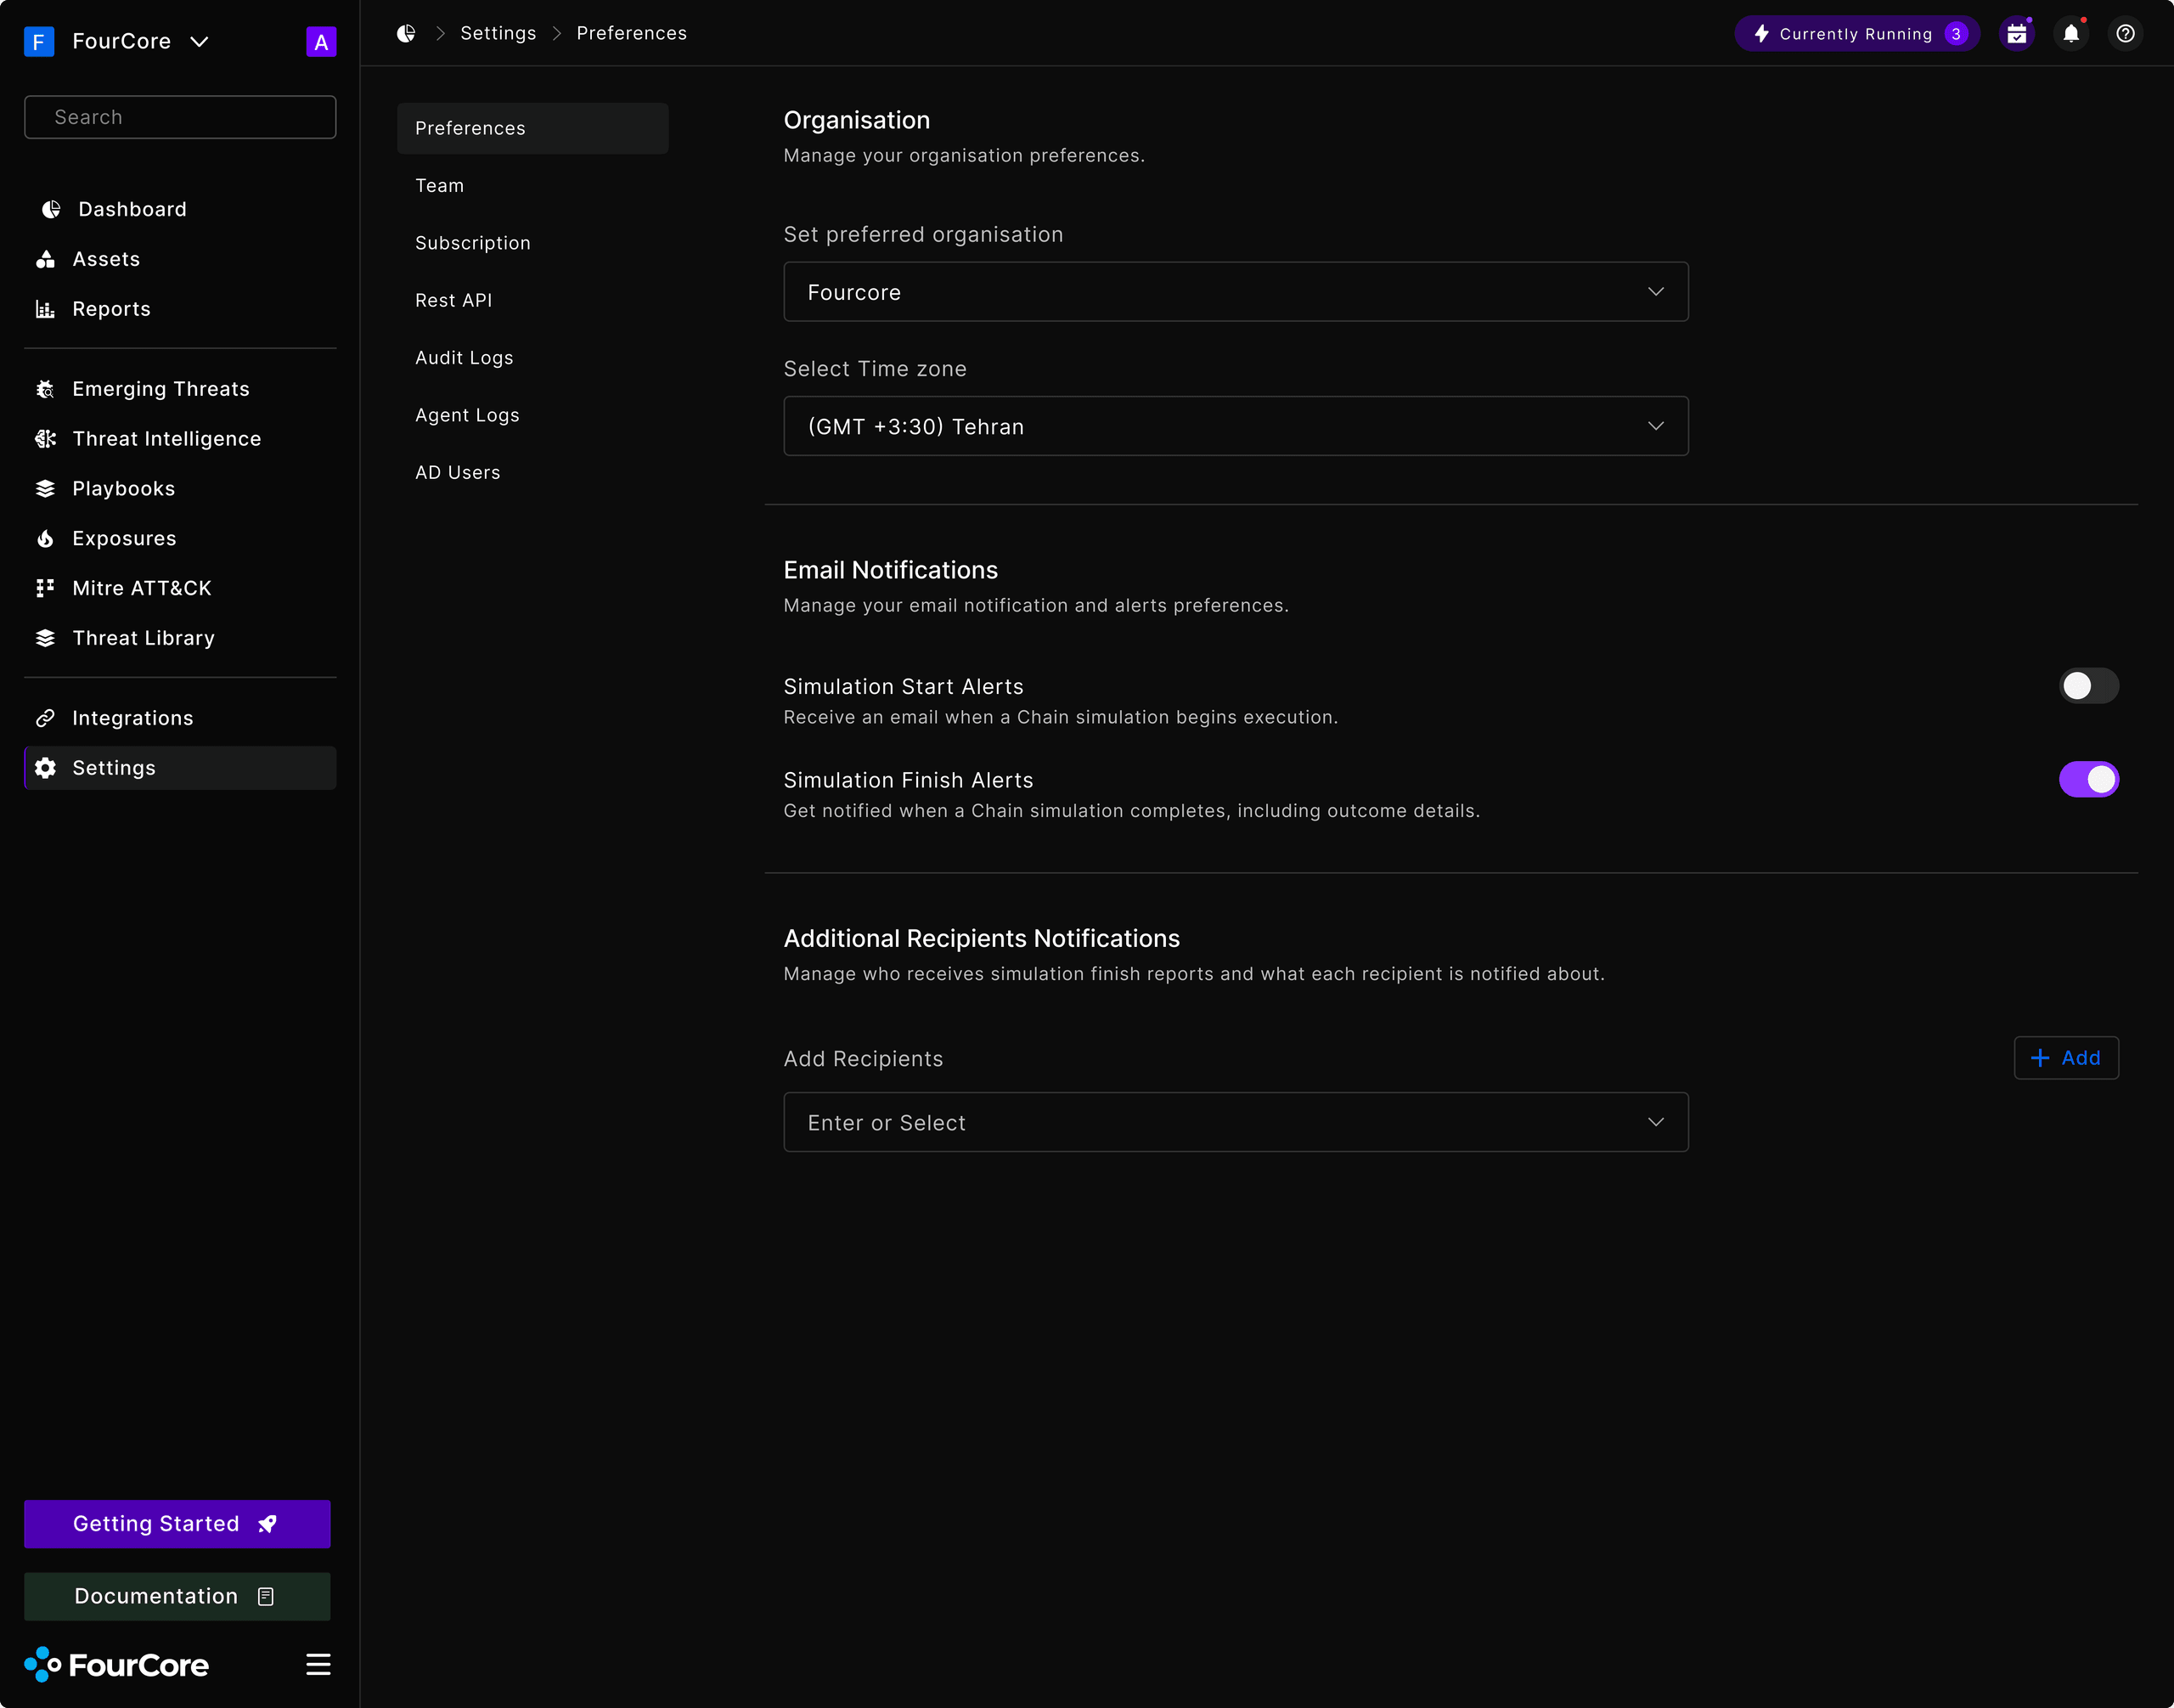 F
FourCore
A
Search
Dashboard
Assets
Reports
Emerging Threats
Threat Intelligence
Playbooks
Exposures
Mitre ATT&CK
Threat Library
Integrations
Settings
Getting Started
Documentation
FourCore
Settings
Preferences
Currently Running 3
Preferences
Team
Subscription
Rest API
Audit Logs
Agent Logs
AD Users
Organisation
Manage your organisation preferences.
Set preferred organisation
Fourcore
Select Time zone
(GMT +3:30) Tehran
Email Notifications
Manage your email notification and alerts preferences.
Simulation Start Alerts
Receive an email when a Chain simulation begins execution.
Simulation Finish Alerts
Get notified when a Chain simulation completes, including outcome details.
Additional Recipients Notifications
Manage who receives simulation finish reports and what each recipient is notified about.
Add Recipients
Add
Enter or Select